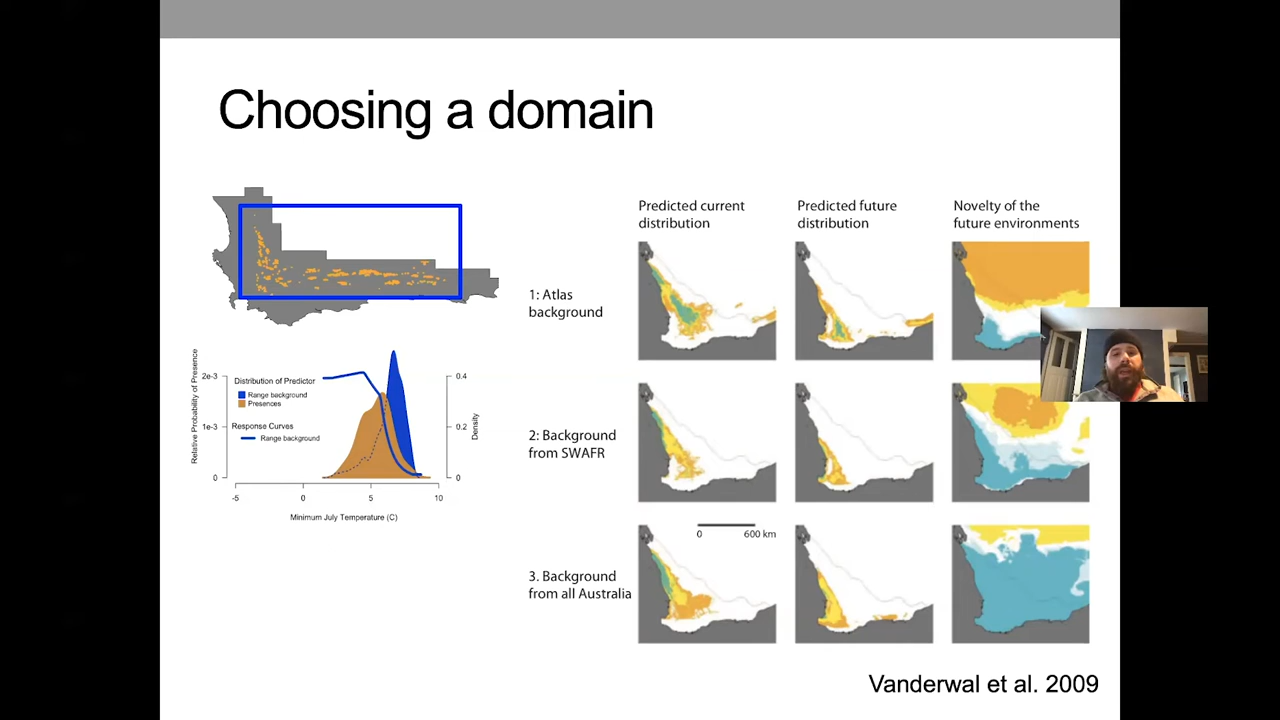 Choosing a domain
Predicted current
distribution
Predicted future
distribution
Novelty of the
future environments
1: Atlas
background
2: Background
from SWAFR
0 600 km
3. Background
from all Australia
Relative Probability of Presence
2e-3
1e-3
0
Distribution of Predictor
Range background
Presences
Response Curves
Range background
0.4
0.2
0
Density
-5 0 5 10
Minimum July Temperature (C)
Vanderwal et al. 2009